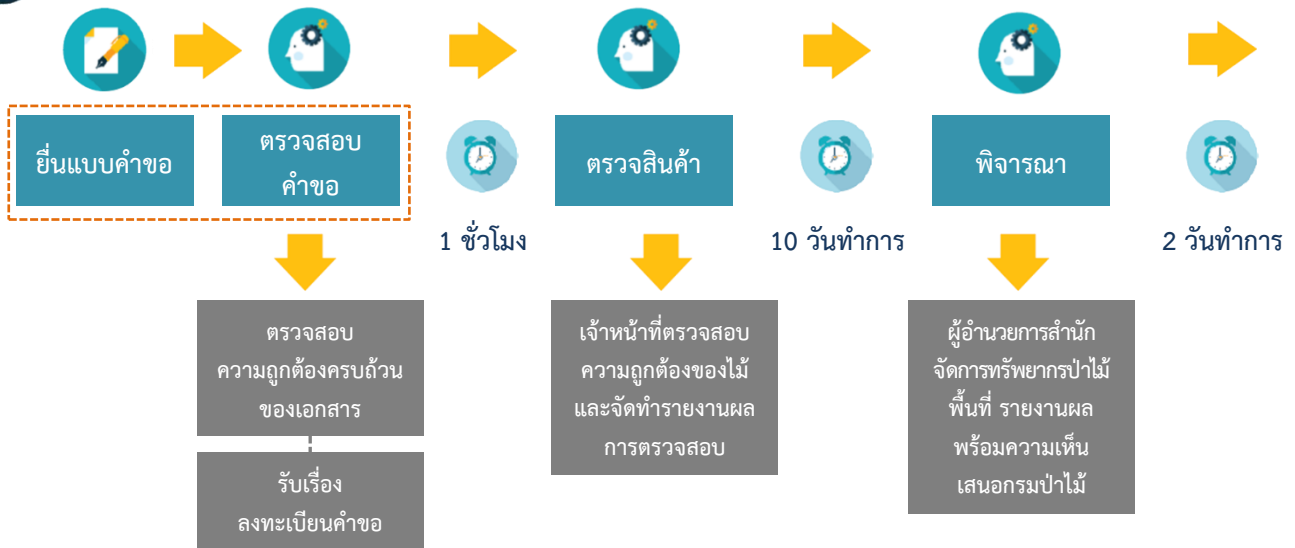 ยื่นแบบคำขอ
ตรวจสอบ
คำขอ
1 ชั่วโมง
ตรวจสินค้า
10 วันทำการ
พิจารณา
2 วันทำการ
ตรวจสอบ
ความถูกต้องครบถ้วน
ของเอกสาร
รับเรื่อง
ลงทะเบียนคำขอ
เจ้าหน้าที่ตรวจสอบ
ความถูกต้องของไม้
และจัดทำรายงานผล
การตรวจสอบ
ผู้อำนวยการสำนัก
จัดการทรัพยากรป่าไม้
พื้นที่ รายงานผล
พร้อมความเห็น
เสนอกรมป่าไม้